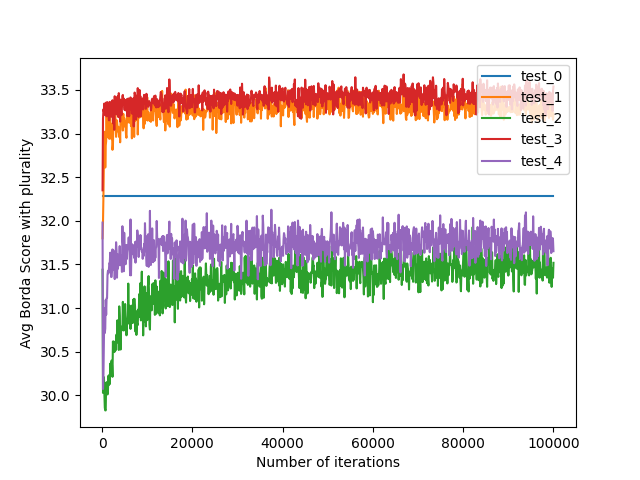 test_0
test_1
test_2
test_3
test_4
33.5
33.0
32.5
32.0
31.5
31.0
30.5
30.0
Avg Borda Score with plurality
0
20000
40000
60000
80000
100000
Number of iterations